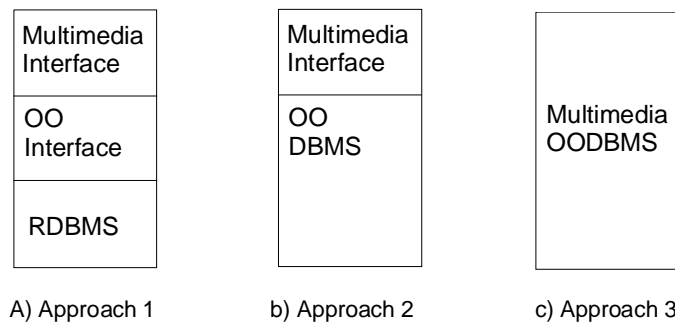 Multimedia
Interface
OO
Interface
RDBMS
A) Approach 1
Multimedia
Interface
OO
DBMS
b) Approach 2
Multimedia
OODBMS
c) Approach 3